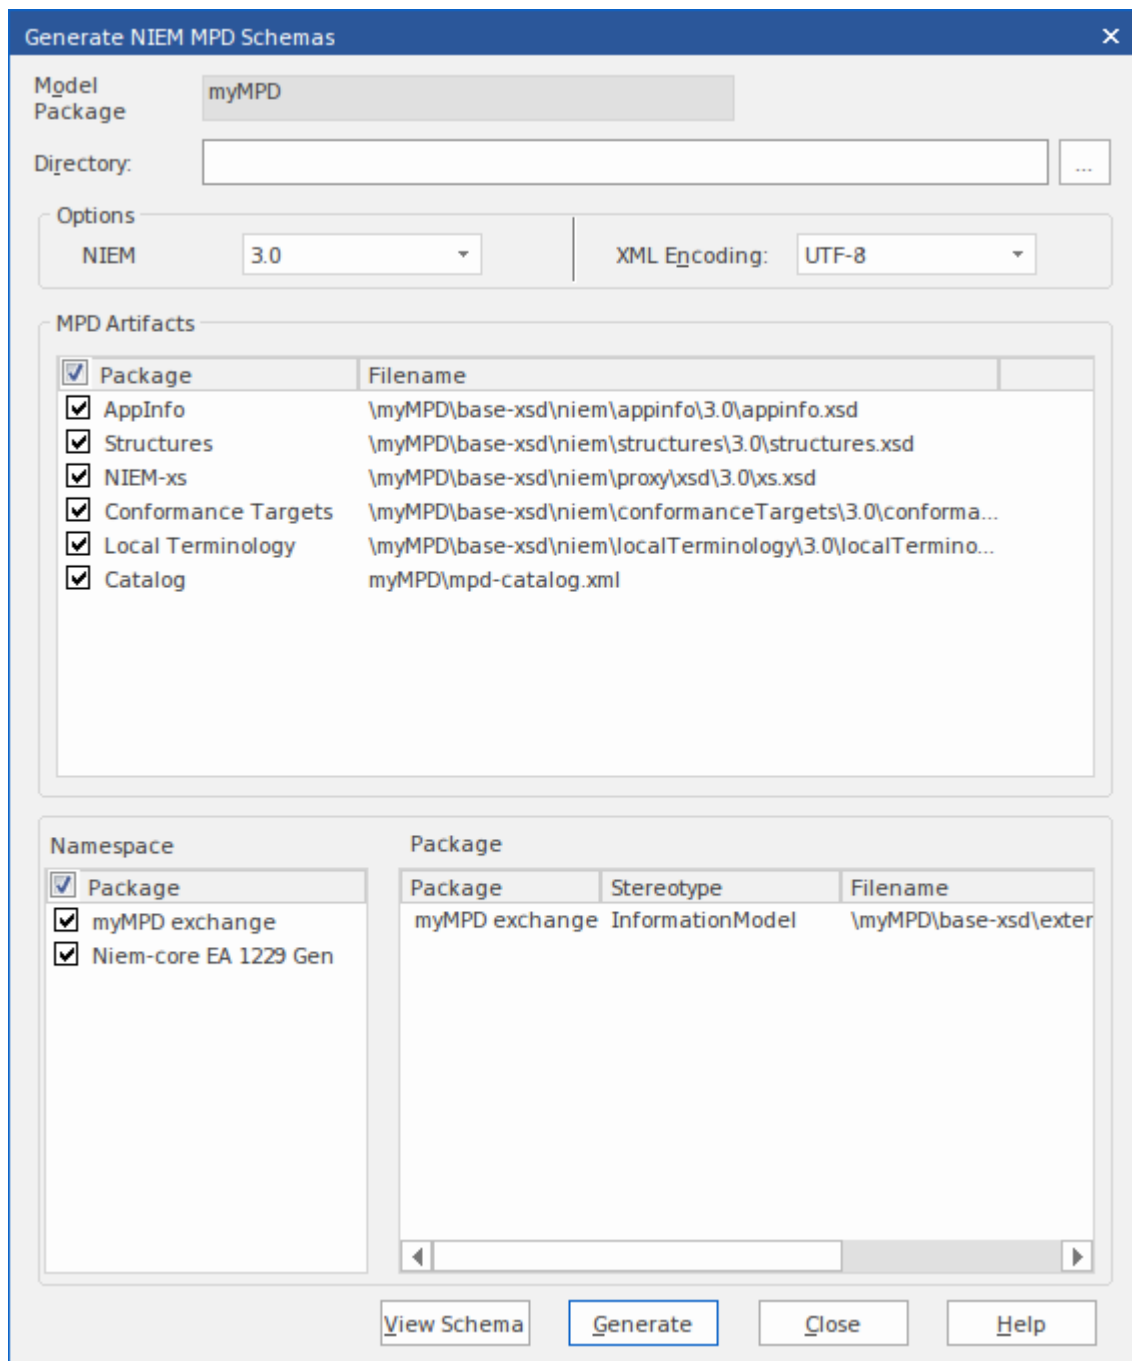 Generate NIEM MPD Schemas
Model Package
myMPD
Directory:
...
Options
NIEM 3.0 XML Encoding: UTF-8
MPD Artifacts
Package Filename
AppInfo \myMPD\base-xsd\niem\appinfo\3.0\appinfo.xsd
Structures \myMPD\base-xsd\niem\structures\3.0\structures.xsd
NIEM-xs \myMPD\base-xsd\niem\proxy\xsd\3.0\xs.xsd
Conformance Targets \myMPD\base-xsd\niem\conformanceTargets\3.0\conforma...
Local Terminology \myMPD\base-xsd\niem\localTerminology\3.0\localTermino...
Catalog myMPD\mpd-catalog.xml
Namespace
Package
myMPD exchange
Niem-core EA 1229 Gen
Package
Package Stereotype Filename
myMPD exchange InformationModel \myMPD\base-xsd\exter
View Schema Generate Close Help